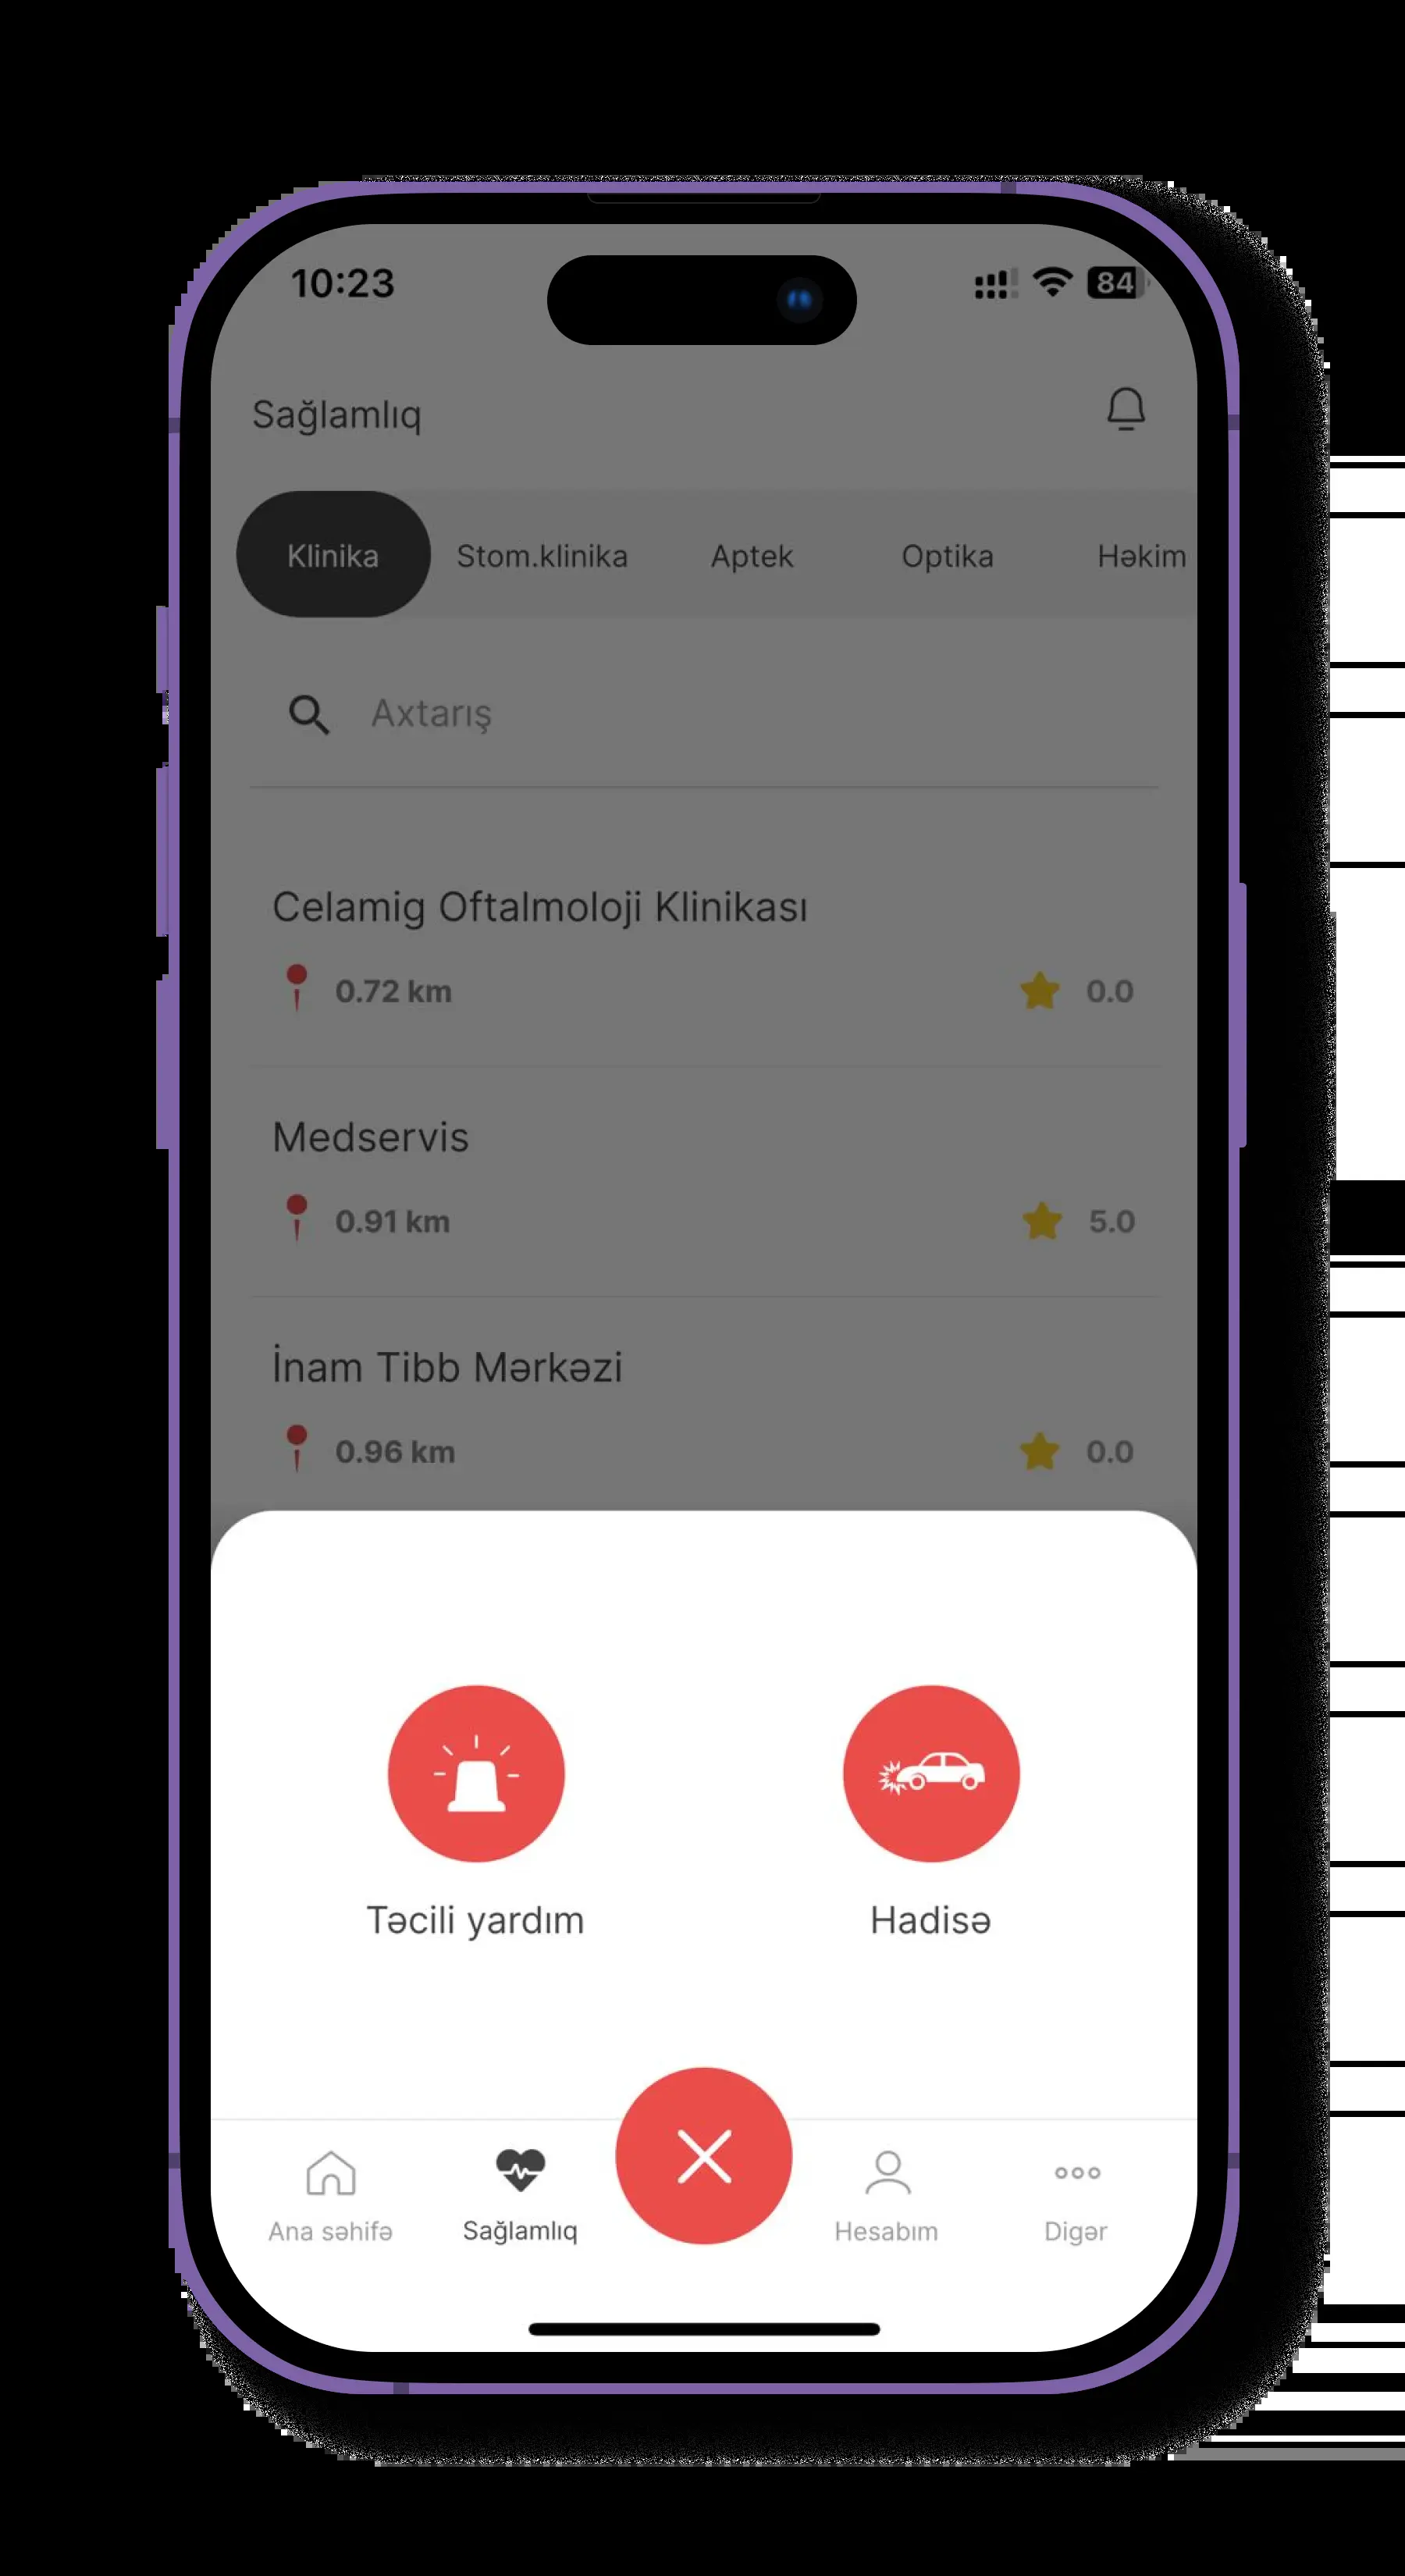 10:23
84
Sağlamlıq
Klinika Stom.klinika Aptek Optika Həkim
Axtarış
Celamig Oftalmoloji Klinikası
0.72 km 0.0
Medservis
0.91 km 5.0
İnam Tibb Mərkəzi
0.96 km 0.0
Təcili yardım Hadisə
Ana səhifə Sağlamlıq Hesabım Digər